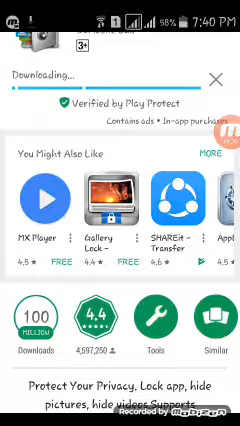 58% 7:40 PM
3+
Downloading...
Verified by Play Protect
Contains ads • In-app purchases
You Might Also Like
MORE
MX Player
Gallery
Lock -
SHAREit -
Transfer
Appl
4.5★ FREE
4.4★ FREE
4.6★
4.5
100
MILLION
4.4
Downloads
4,597,250
Tools
Similar
Protect Your Privacy. Lock app, hide
pictures, hide videos Supports
Recorded by mobizen